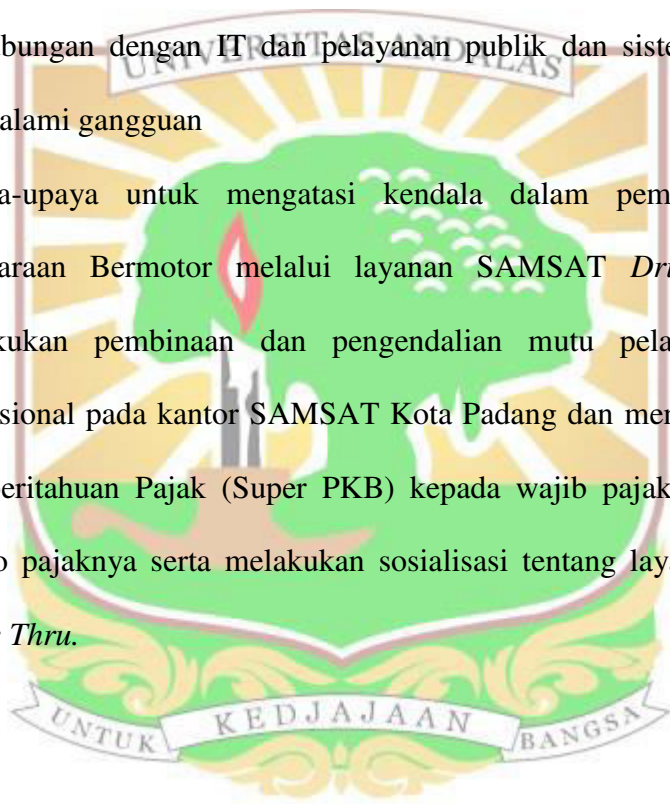 UNIVERSITAS ANDALAS
bungan dengan IT dan pelayanan publik dan siste
alami gangguan
a-upaya untuk mengatasi kendala dalam pem
araan Bermotor melalui layanan SAMSAT Dri
kukan pembinaan dan pengendalian mutu pela
sional pada kantor SAMSAT Kota Padang dan mer
eritahuan Pajak (Super PKB) kepada wajib pajak
o pajaknya serta melakukan sosialisasi tentang laya
Thru.
UNTUK KEDJAJAAN BANGSA